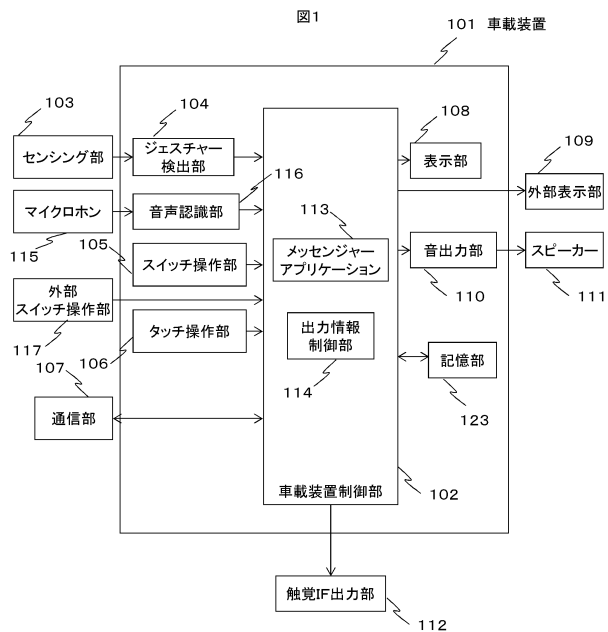 図1
101 車載装置
103
センシング部
104
ジェスチャー
検出部
108
表示部
109
外部表示部
マイクロホン
115
音声認識部
116
113
メッセンジャー
アプリケーション
105
スイッチ操作部
音出力部
110
スピーカー
111
外部
スイッチ操作部
117
タッチ操作部
106
出力情報
制御部
114
記憶部
123
107
通信部
車載装置制御部
102
触覚IF出力部
112